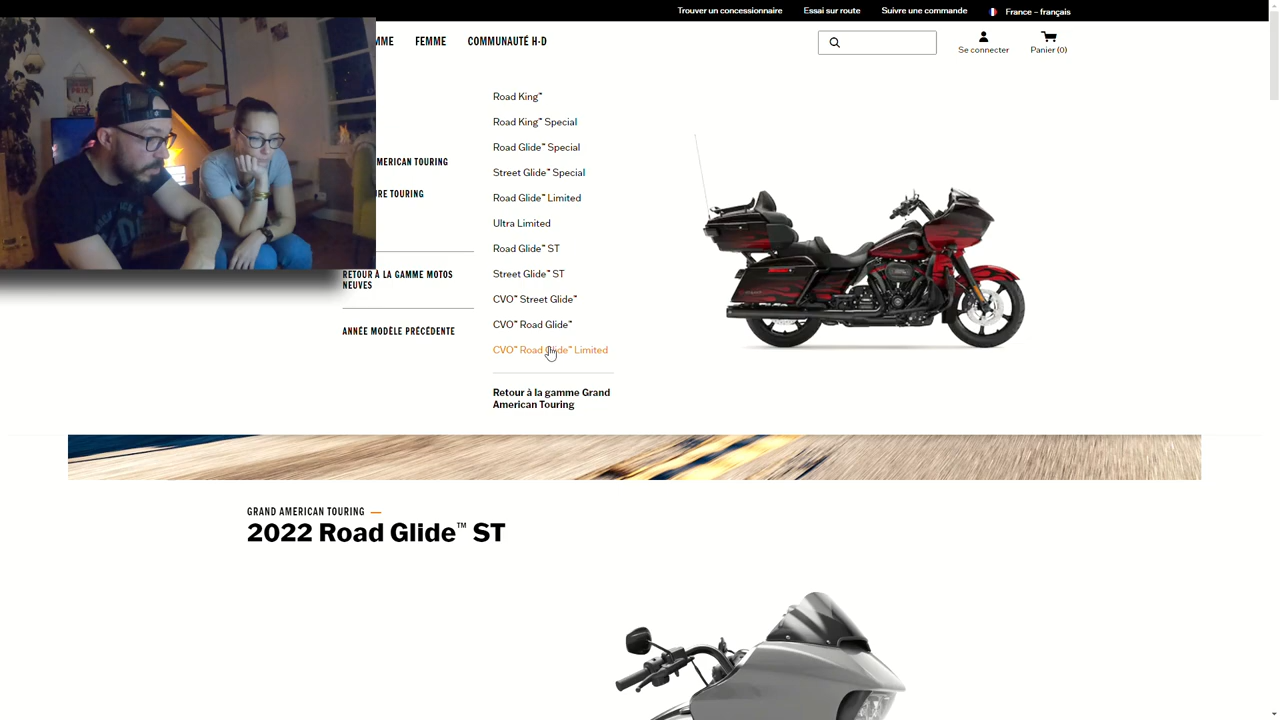 Trouver un concessionnaire
Essai sur route
Suivre une commande
France – français
MME
FEMME
COMMUNAUTÉ H-D
Se connecter
Panier (0)
MERICAN TOURING
RE TOURING
RETOUR À LA GAMME MOTOS
NEUVES
ANNÉE MODÈLE PRÉCÉDENTE
Road King™
Road King™ Special
Road Glide™ Special
Street Glide™ Special
Road Glide™ Limited
Ultra Limited
Road Glide™ ST
Street Glide™ ST
CVO™ Street Glide™
CVO™ Road Glide™
CVO™ Road Glide™ Limited
Retour à la gamme Grand
American Touring
GRAND AMERICAN TOURING
2022 Road Glide™ ST